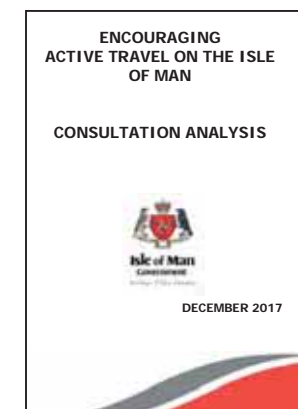 ENCOURAGING
ACTIVE TRAVEL ON THE ISLE
OF MAN
CONSULTATION ANALYSIS
Isle of Man
Government
DECEMBER 2017